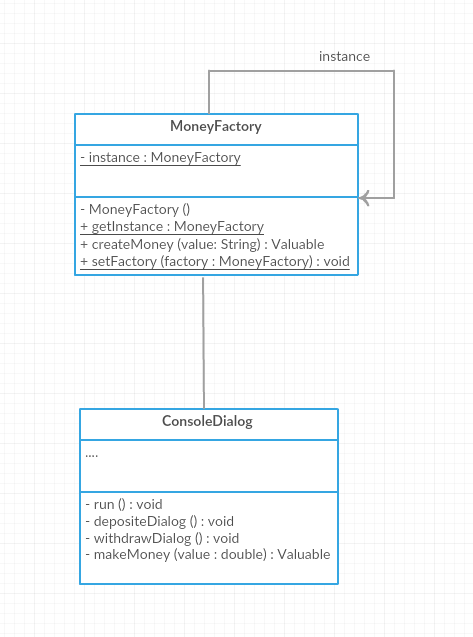 instance
MoneyFactory
- instance : MoneyFactory
- MoneyFactory ()
+ getInstance : MoneyFactory
+ createMoney (value: String) : Valuable
+ setFactory (factory : MoneyFactory) : void
ConsoleDialog
....
- run () : void
- depositeDialog () : void
- withdrawDialog () : void
- makeMoney (value : double) : Valuable